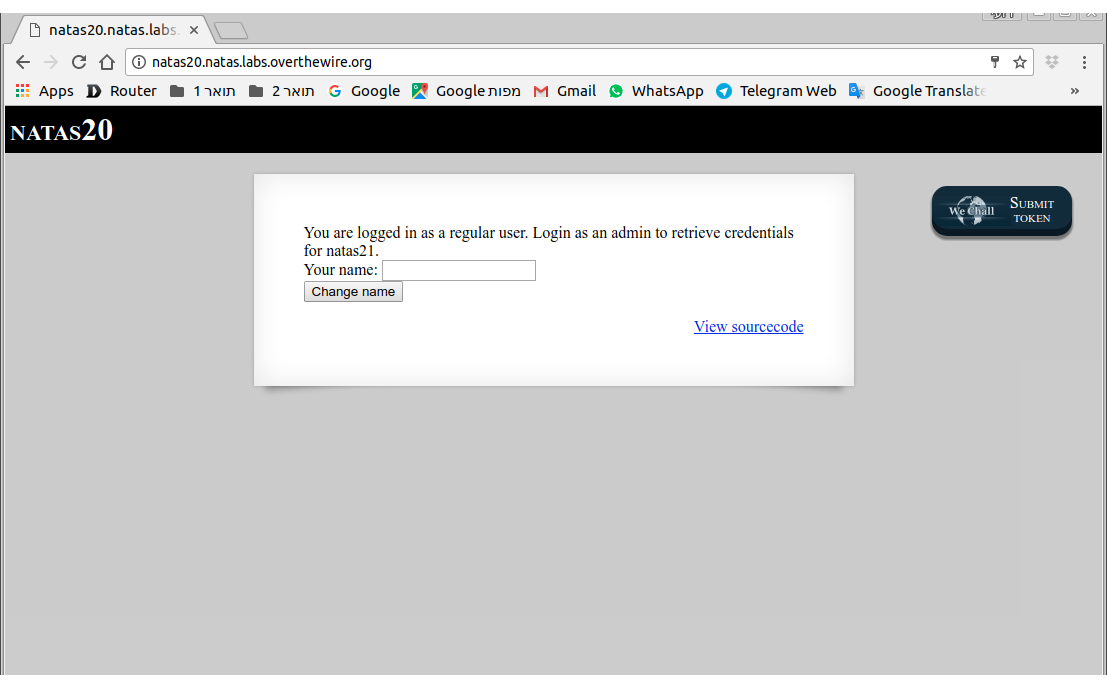 natas20.natas.labs.
natas20.natas.labs.overthewire.org
Apps Router תואר 1 תואר 2 Google Google מפות Gmail WhatsApp Telegram Web Google Translate »
NATAS20
We Chall SUBMIT TOKEN
You are logged in as a regular user. Login as an admin to retrieve credentials
for natas21.
Your name:
Change name
View sourcecode